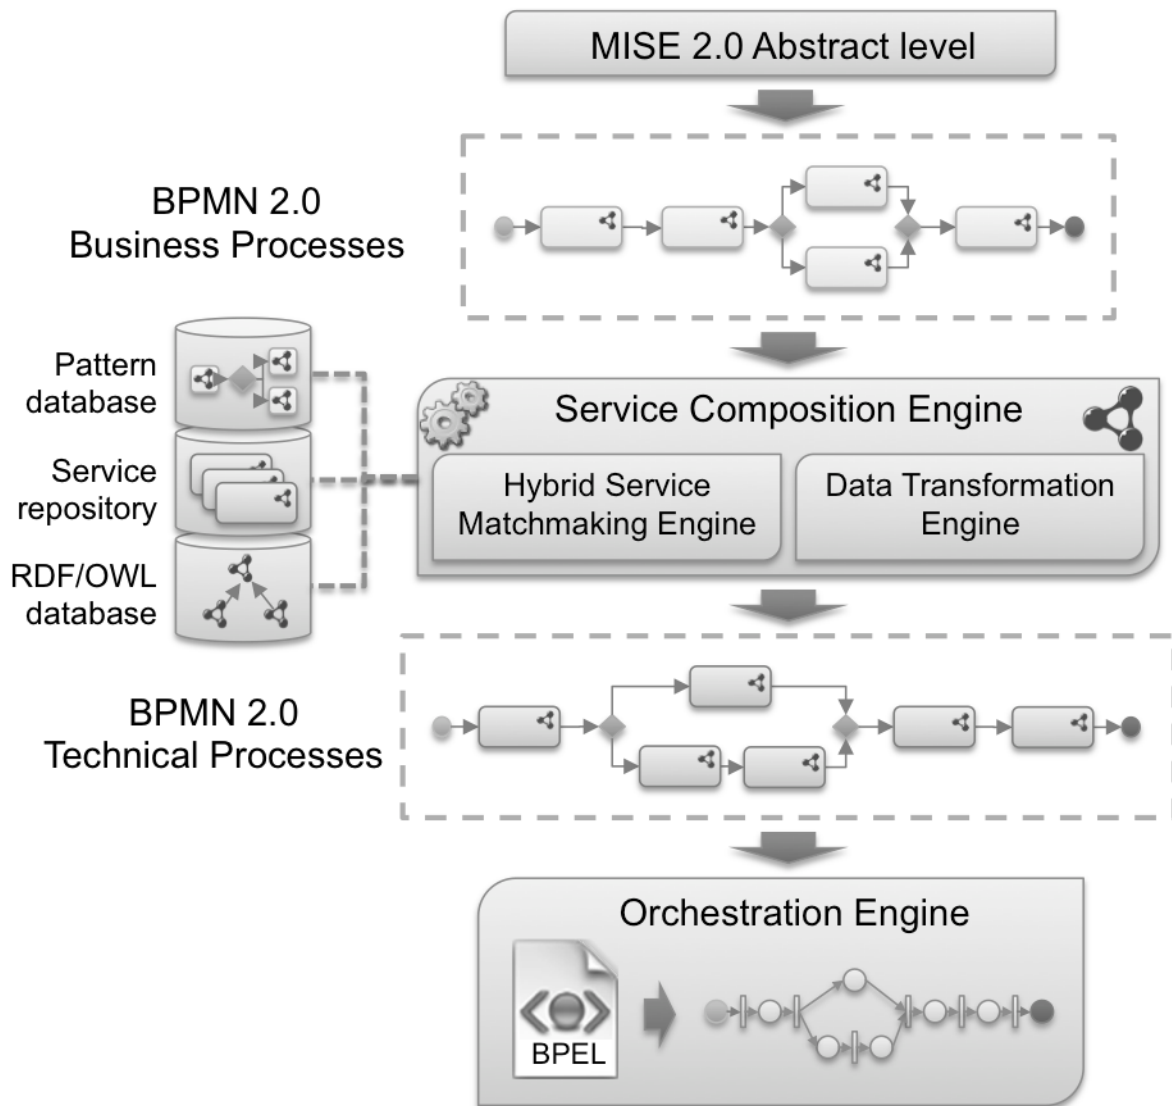 MISE 2.0 Abstract level
BPMN 2.0
Business Processes
Pattern
database
Service
repository
RDF/OWL
database
Service Composition Engine
Hybrid Service
Matchmaking Engine
Data Transformation
Engine
BPMN 2.0
Technical Processes
Orchestration Engine
BPEL